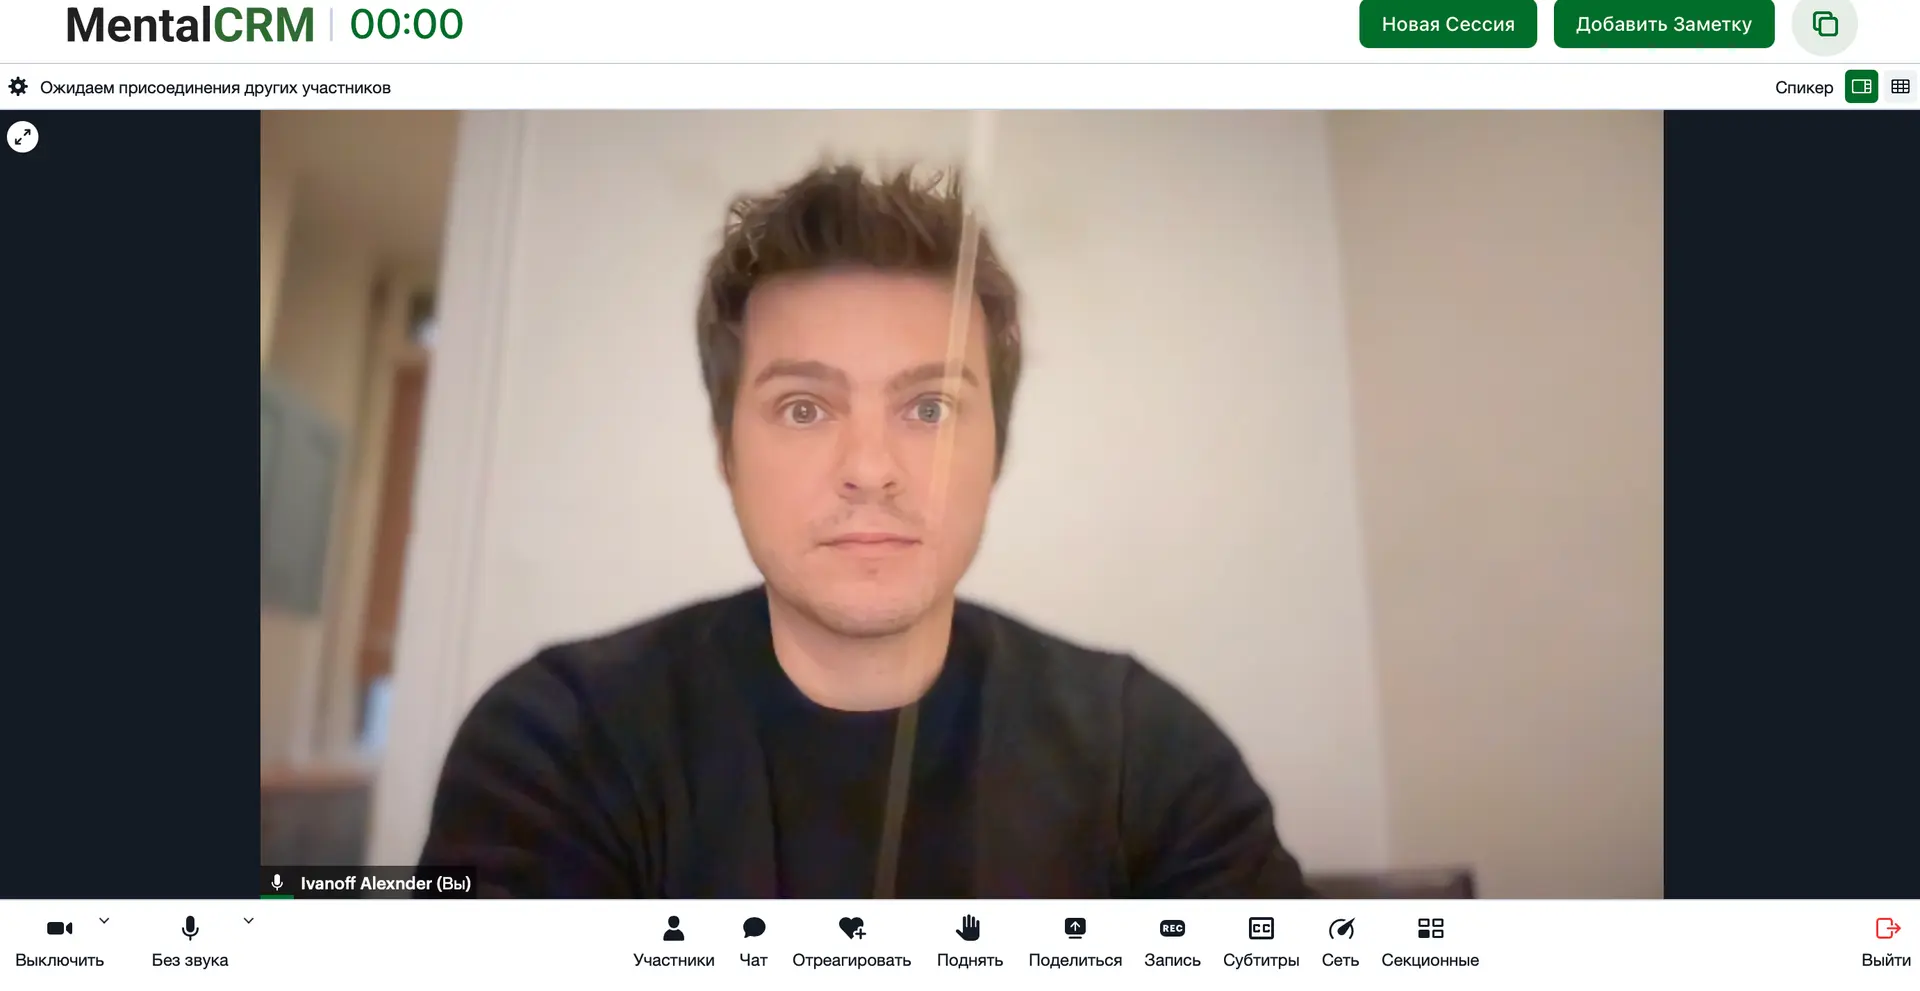 MentalCRM
00:00
Новая Сессия
Добавить Заметку
Ожидаем присоединения других участников
Спикер
Ivanoff Alexnder (Вы)
Выключить
Без звука
Участники
Чат
Отреагировать
Поднять
Поделиться
REC
Запись
CC
Субтитры
Сеть
Секционные
Выйти